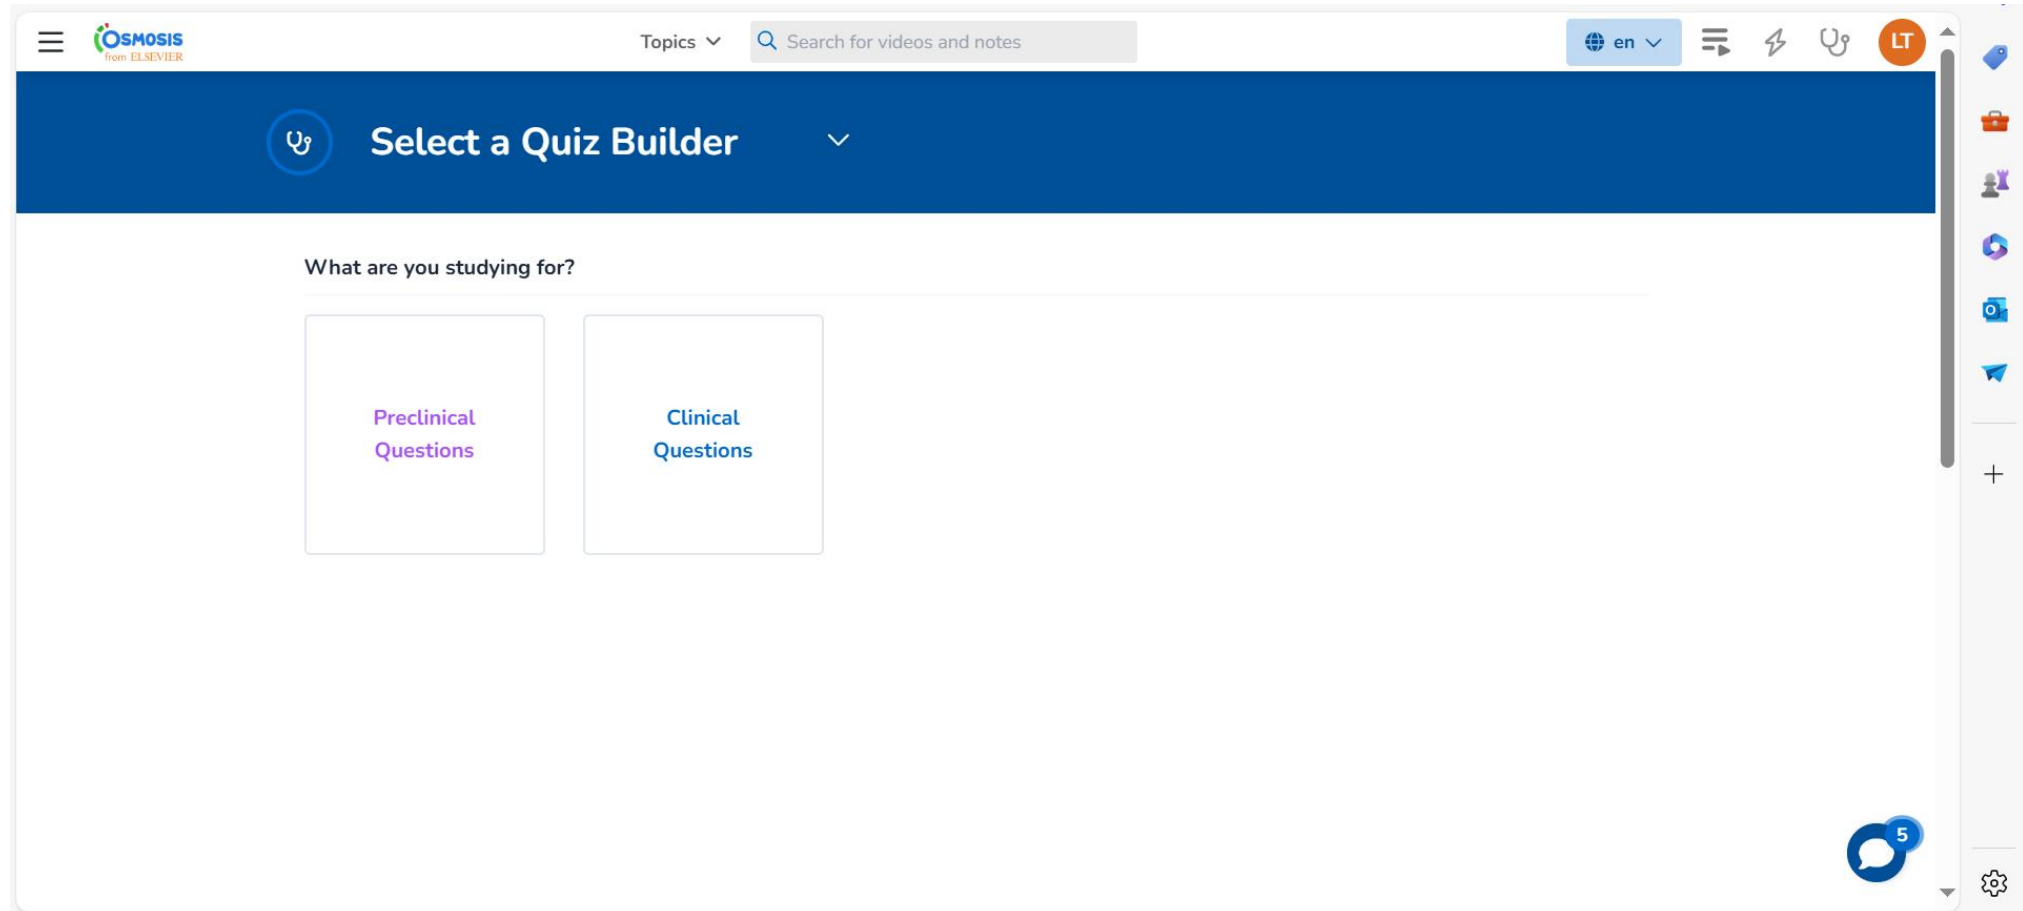 OSMOSIS
from ELSEVIER
Topics
Search for videos and notes
en
LT
Select a Quiz Builder
What are you studying for?
Preclinical
Questions
Clinical
Questions
5